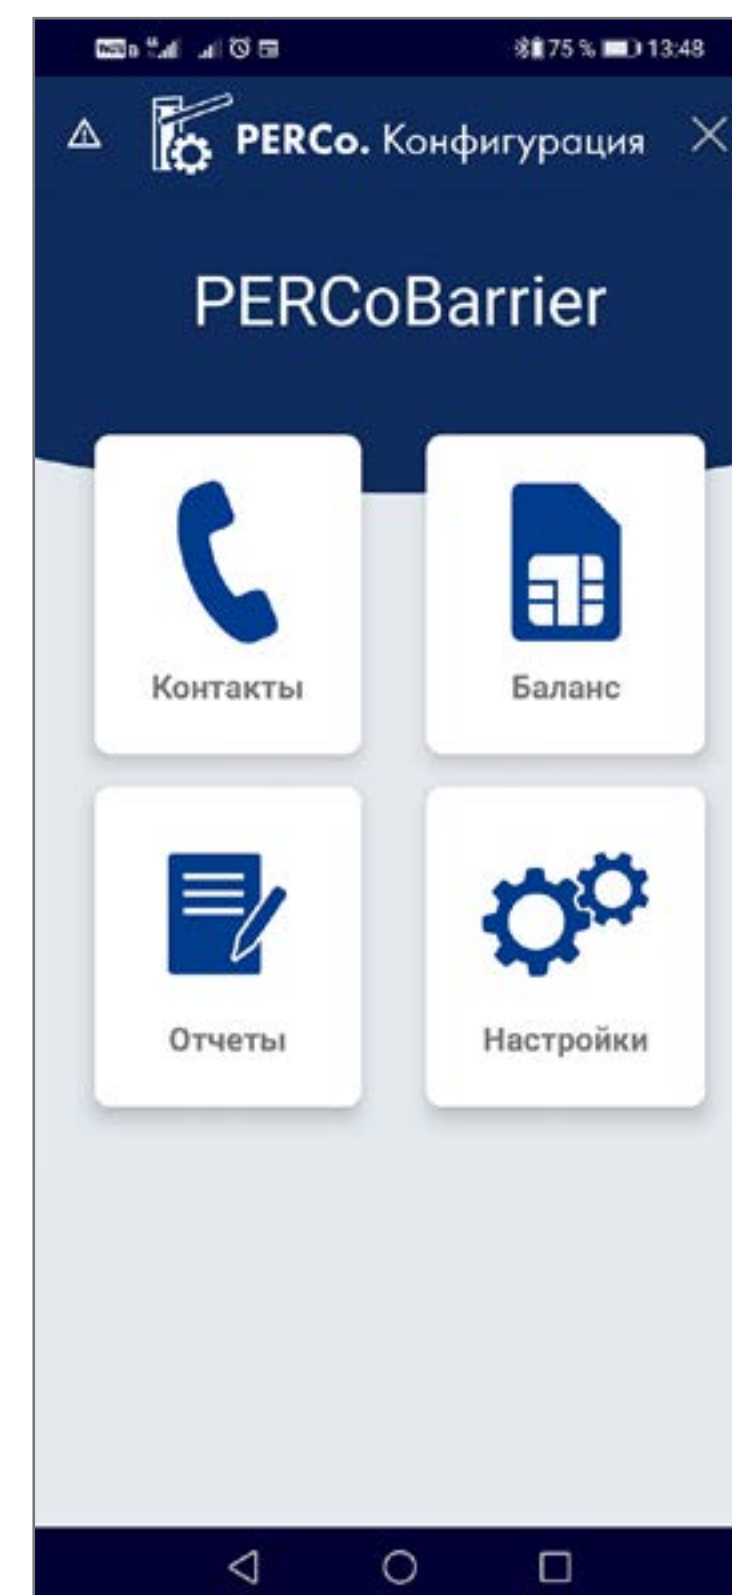 75 % 13:48
PERCo. Конфигурация
PERCoBarrier
Контакты Баланс
Отчеты Настройки